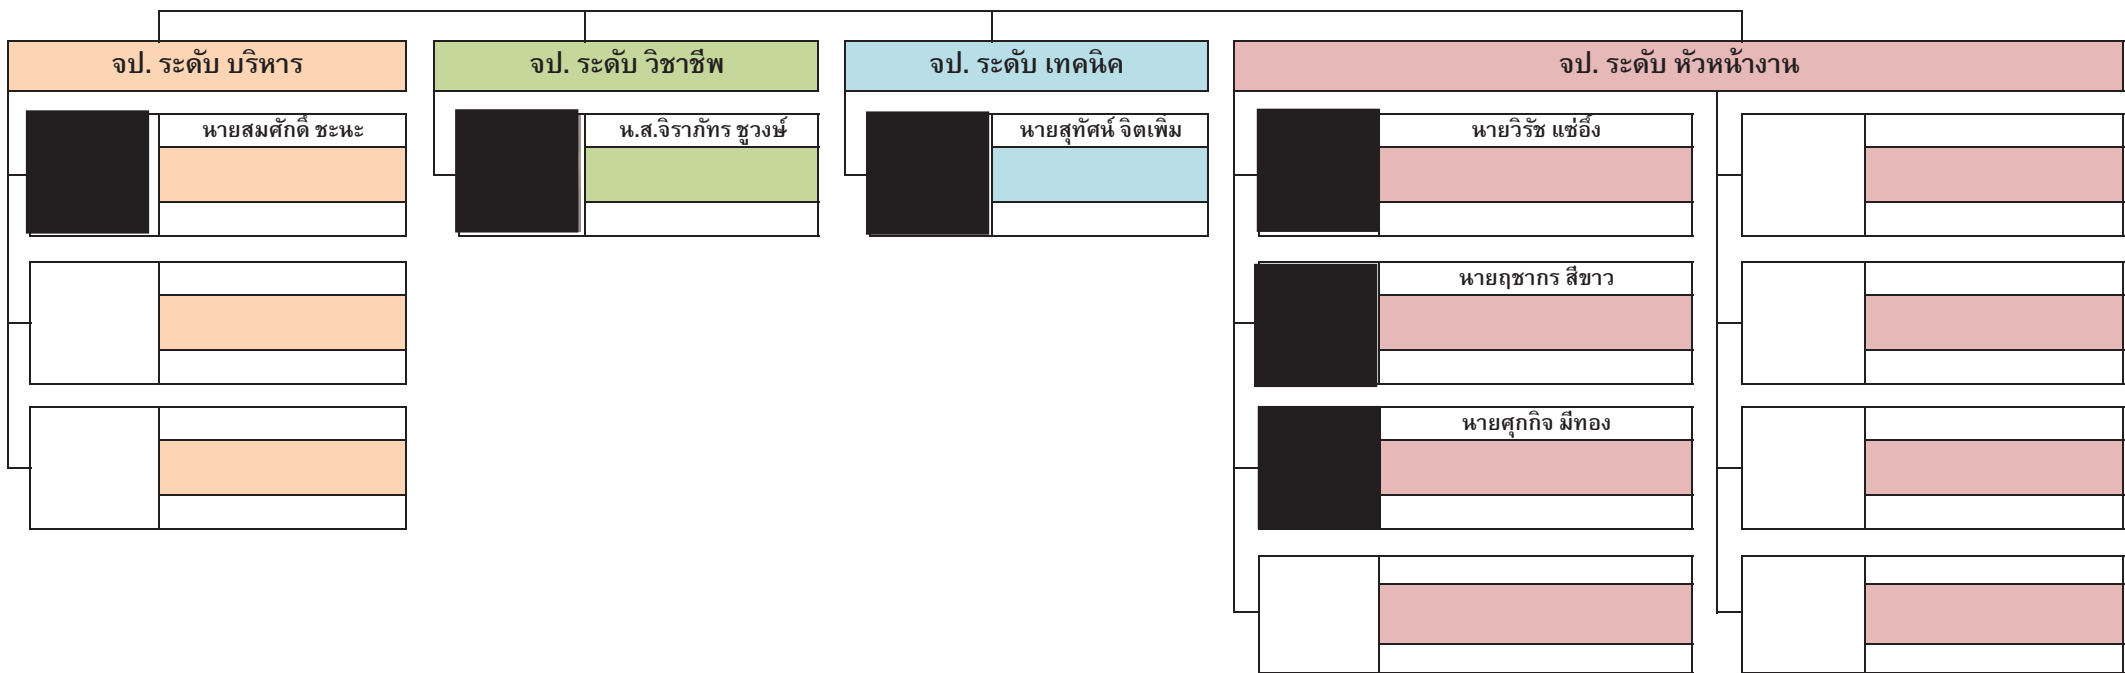 จป. ระดับ บริหาร
จป. ระดับ วิชาชีพ
จป. ระดับ เทคนิค
จป. ระดับ หัวหน้างาน
นายสมศักดิ์ ชะนะ
น.ส.จิราภัทร ชูวงษ์
นายสุทัศน์ จิตเพิ่ม
นายวิรัช แซ่อึ้ง
นายฤชากร สีขาว
นายศุกกิจ มีทอง